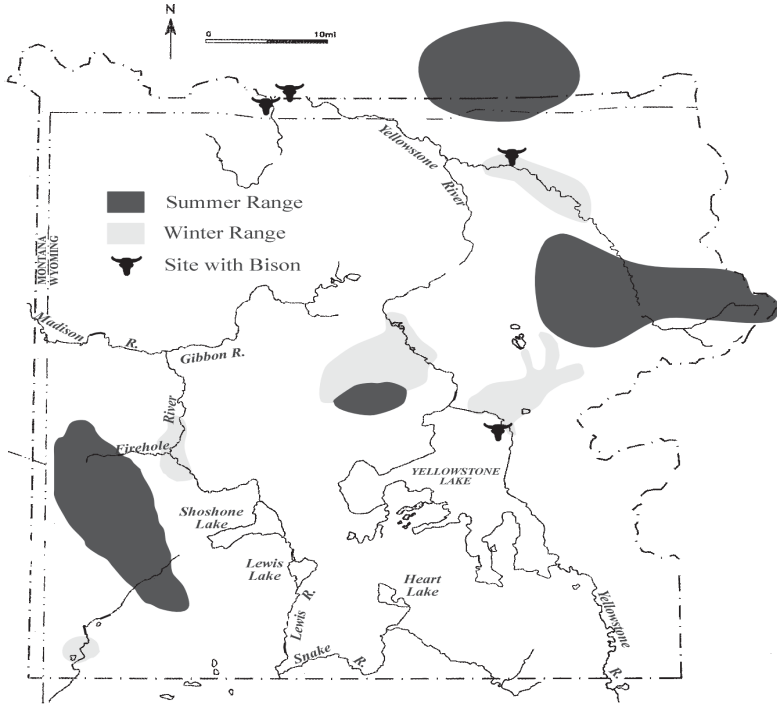 N
0
10mi
Yellowstone
River
Summer Range
Winter Range
Site with Bison
MONTANA
WYOMING
Madison
R.
Gibbon R.
River
Firehole
YELLOWSTONE
LAKE
Shoshone
Lake
Lewis
Lake
Heart
Lake
Lewis R.
Snake
R.
Yellowstone
R.